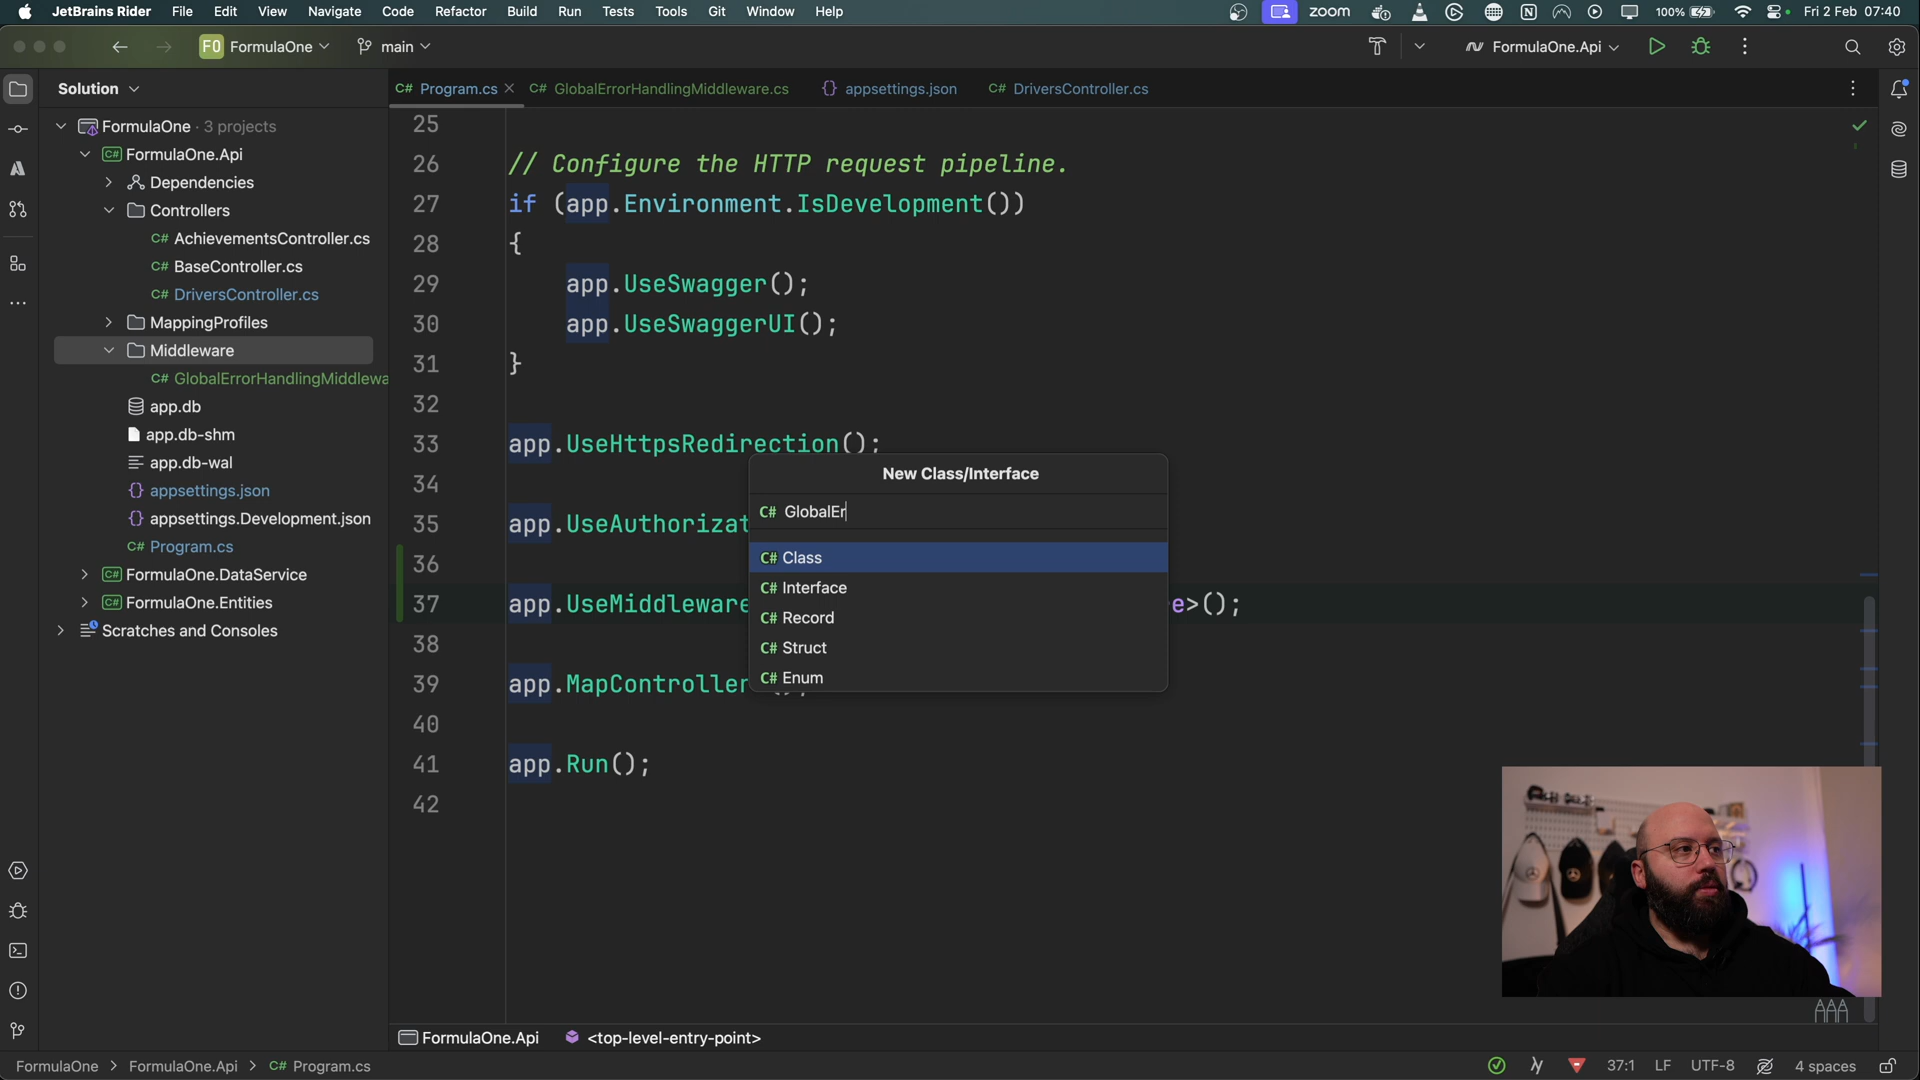 JetBrains Rider File Edit View Navigate Code Refactor Build Run Tests Tools Git Window Help zoom 100% Fri 2 Feb 07:40
FO FormulaOne main FormulaOne.Api
Solution
C# Program.cs C# GlobalErrorHandlingMiddleware.cs {} appsettings.json C# DriversController.cs
FormulaOne · 3 projects
C# FormulaOne.Api
Dependencies
Controllers
C# AchievementsController.cs
C# BaseController.cs
C# DriversController.cs
MappingProfiles
Middleware
C# GlobalErrorHandlingMiddlewa
app.db
app.db-shm
app.db-wal
{} appsettings.json
{} appsettings.Development.json
C# Program.cs
C# FormulaOne.DataService
C# FormulaOne.Entities
Scratches and Consoles
25
26 // Configure the HTTP request pipeline.
27 if (app.Environment.IsDevelopment())
28 {
29 app.UseSwagger();
30 app.UseSwaggerUI();
31 }
32
33 app.UseHttpsRedirection();
34
35 app.UseAuthorizat
36
37 app.UseMiddleware e>();
38
39 app.MapController
40
41 app.Run();
42
New Class/Interface
C# GlobalEr
C# Class
C# Interface
C# Record
C# Struct
C# Enum
FormulaOne.Api <top-level-entry-point>
FormulaOne > FormulaOne.Api > C# Program.cs 37:1 LF UTF-8 4 spaces